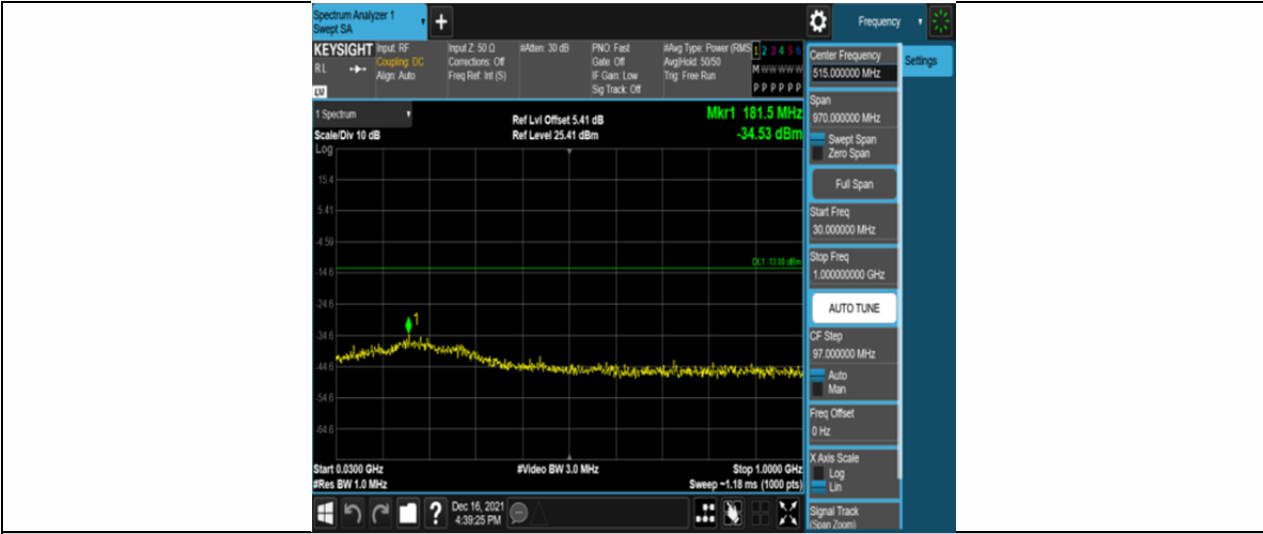 Spectrum Analyzer 1
Swept SA
Frequency
KEYSIGHT
RL
LV
Input: RF
Coupling: DC
Align: Auto
Input Z: 50 Ω
Corrections: Off
Freq Ref: Int (S)
#Atten: 30 dB
PNO: Fast
Gate: Off
IF Gain: Low
Sig Track: Off
#Avg Type: Power (RMS
Avg|Hold: 50/50
Trig: Free Run
1 2 3 4 5 6
M W W W W W
P P P P P P
Center Frequency
515.000000 MHz
Settings
Span
970.000000 MHz
Swept Span
Zero Span
Full Span
Start Freq
30.000000 MHz
Stop Freq
1.000000000 GHz
AUTO TUNE
CF Step
97.000000 MHz
Auto
Man
Freq Offset
0 Hz
X Axis Scale
Log
Lin
Signal Track
(Span Zoom)
1 Spectrum
Scale/Div 10 dB
Log
Ref Lvl Offset 5.41 dB
Ref Level 25.41 dBm
Mkr1 181.5 MHz
-34.53 dBm
15.4
5.41
-4.59
DL1 -13.00 dBm
-14.6
-24.6
1
-34.6
-44.6
-54.6
-64.6
Start 0.0300 GHz
#Video BW 3.0 MHz
Stop 1.0000 GHz
#Res BW 1.0 MHz
Sweep ~1.18 ms (1000 pts)
?
Dec 16, 2021
4:39:25 PM